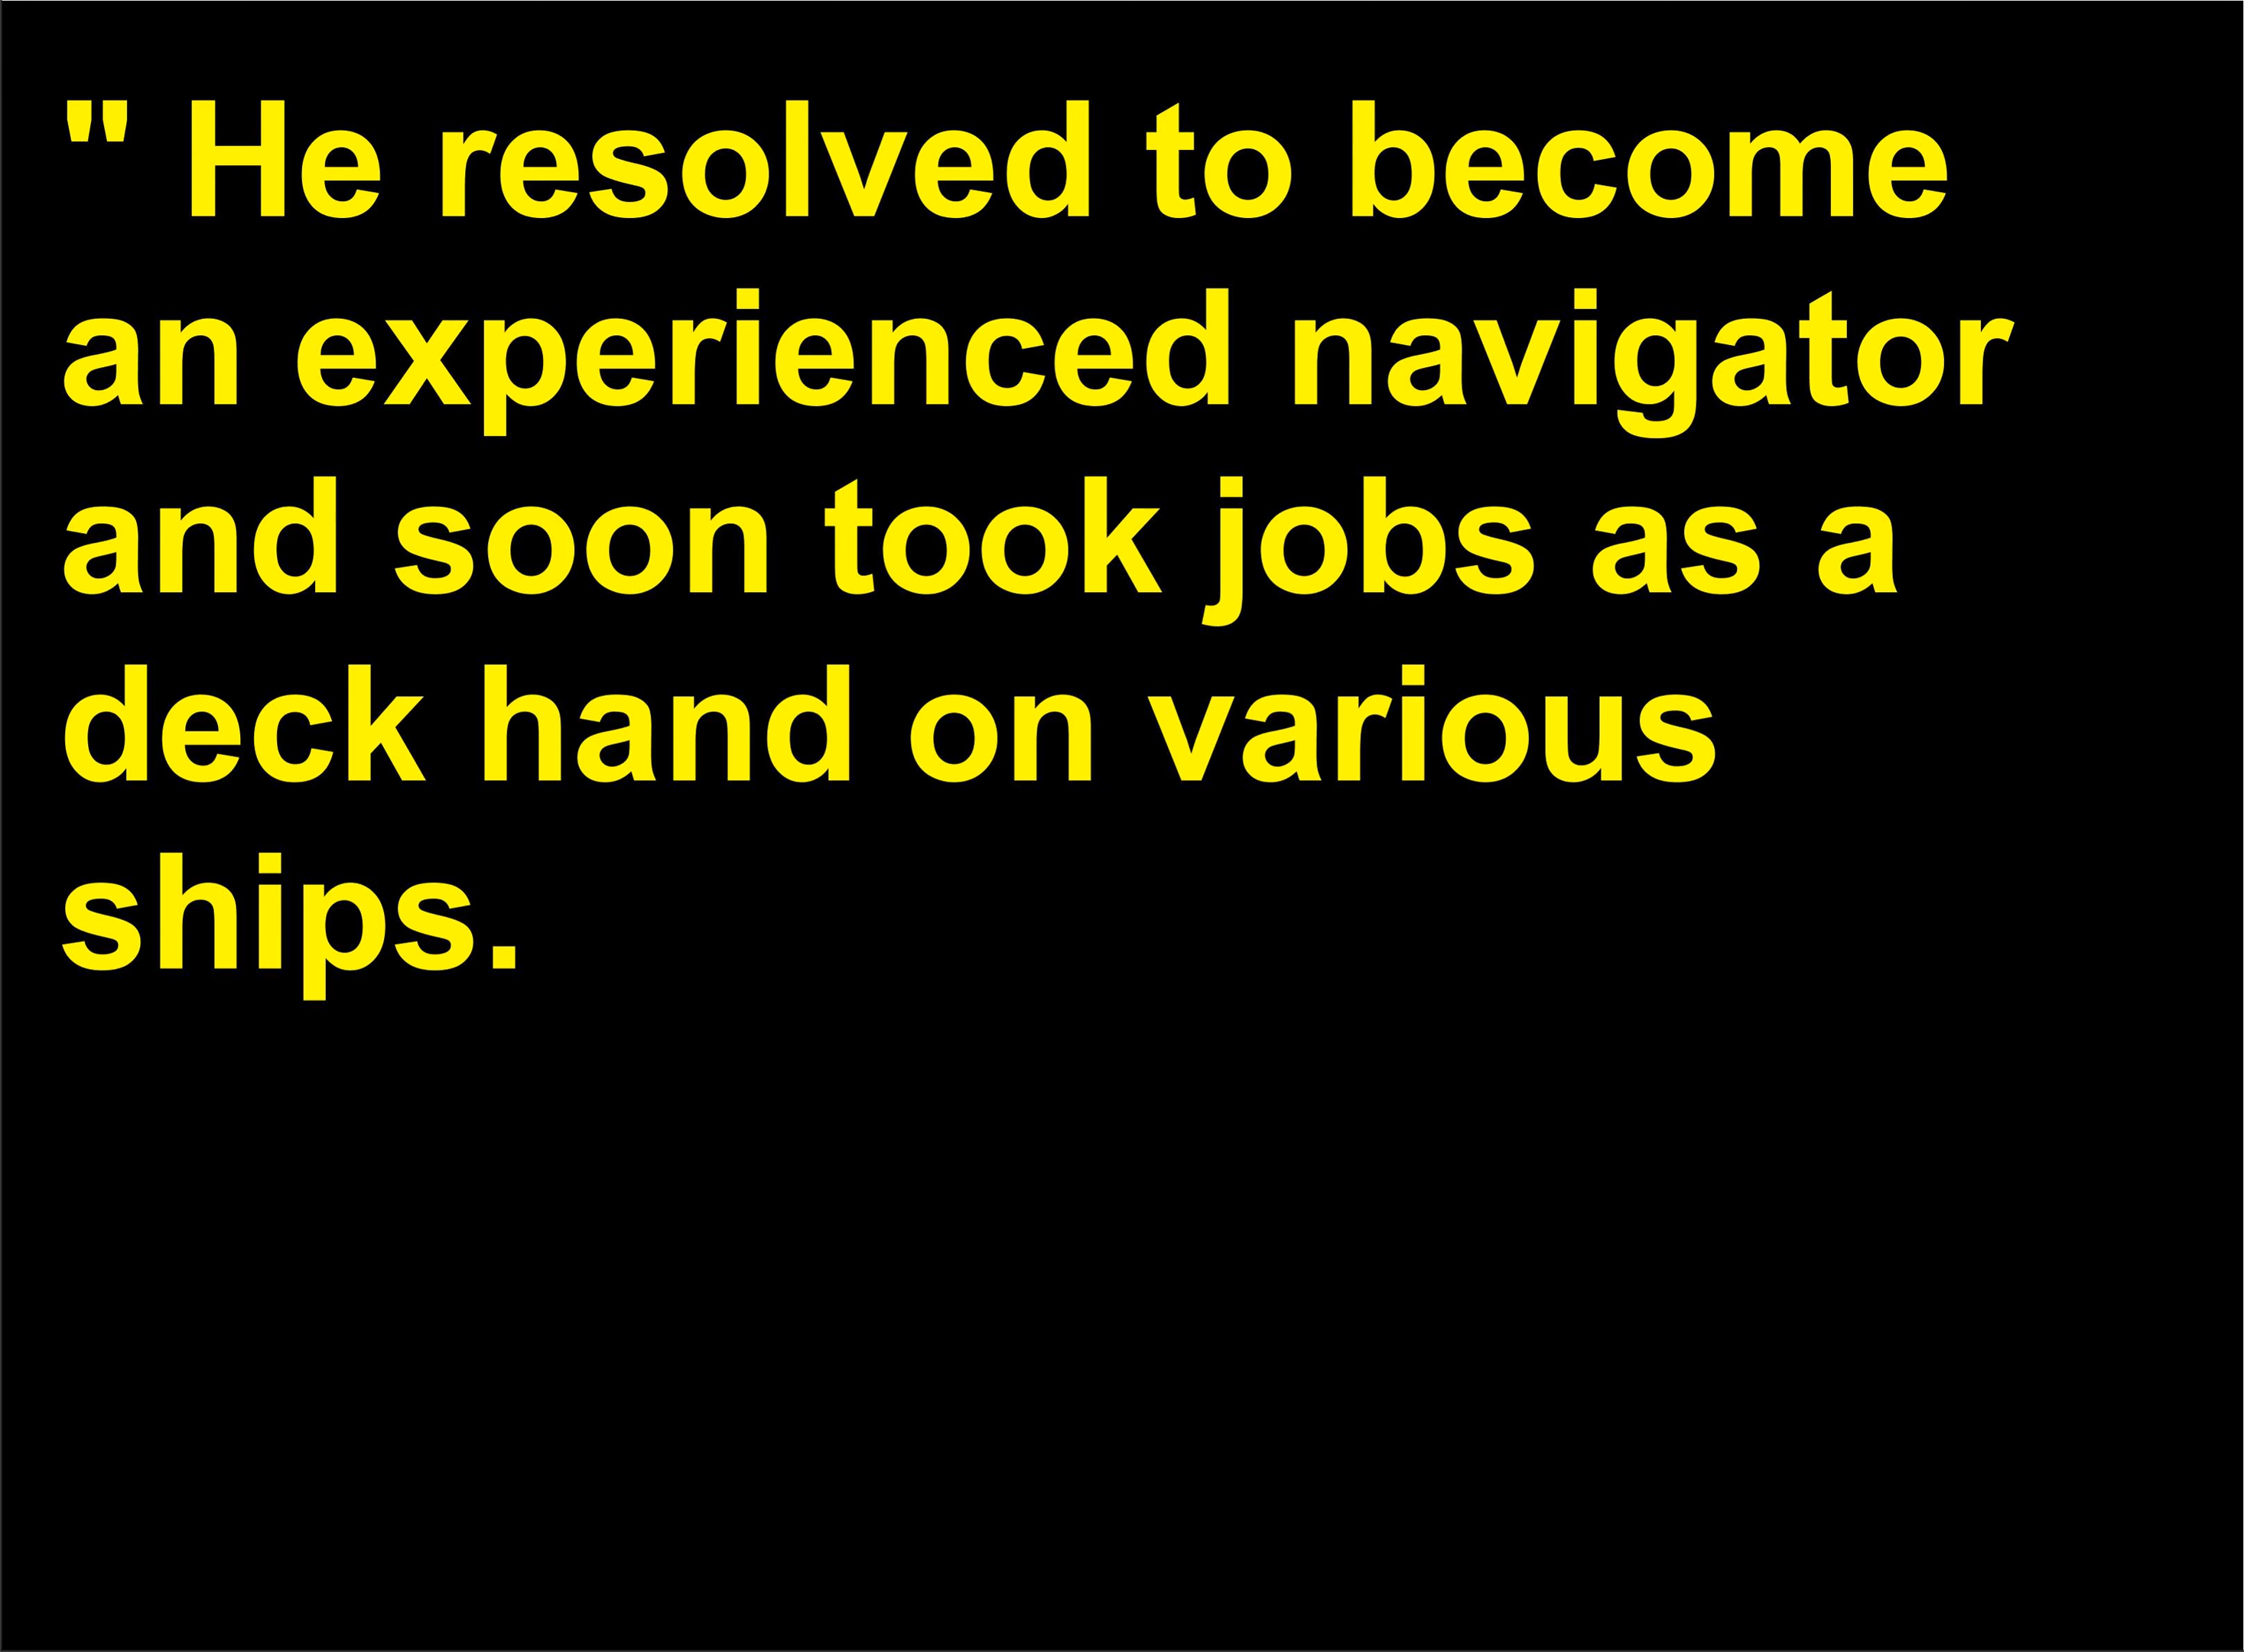 " He resolved to become
an experienced navigator
and soon took jobs as a
deck hand on various
ships.